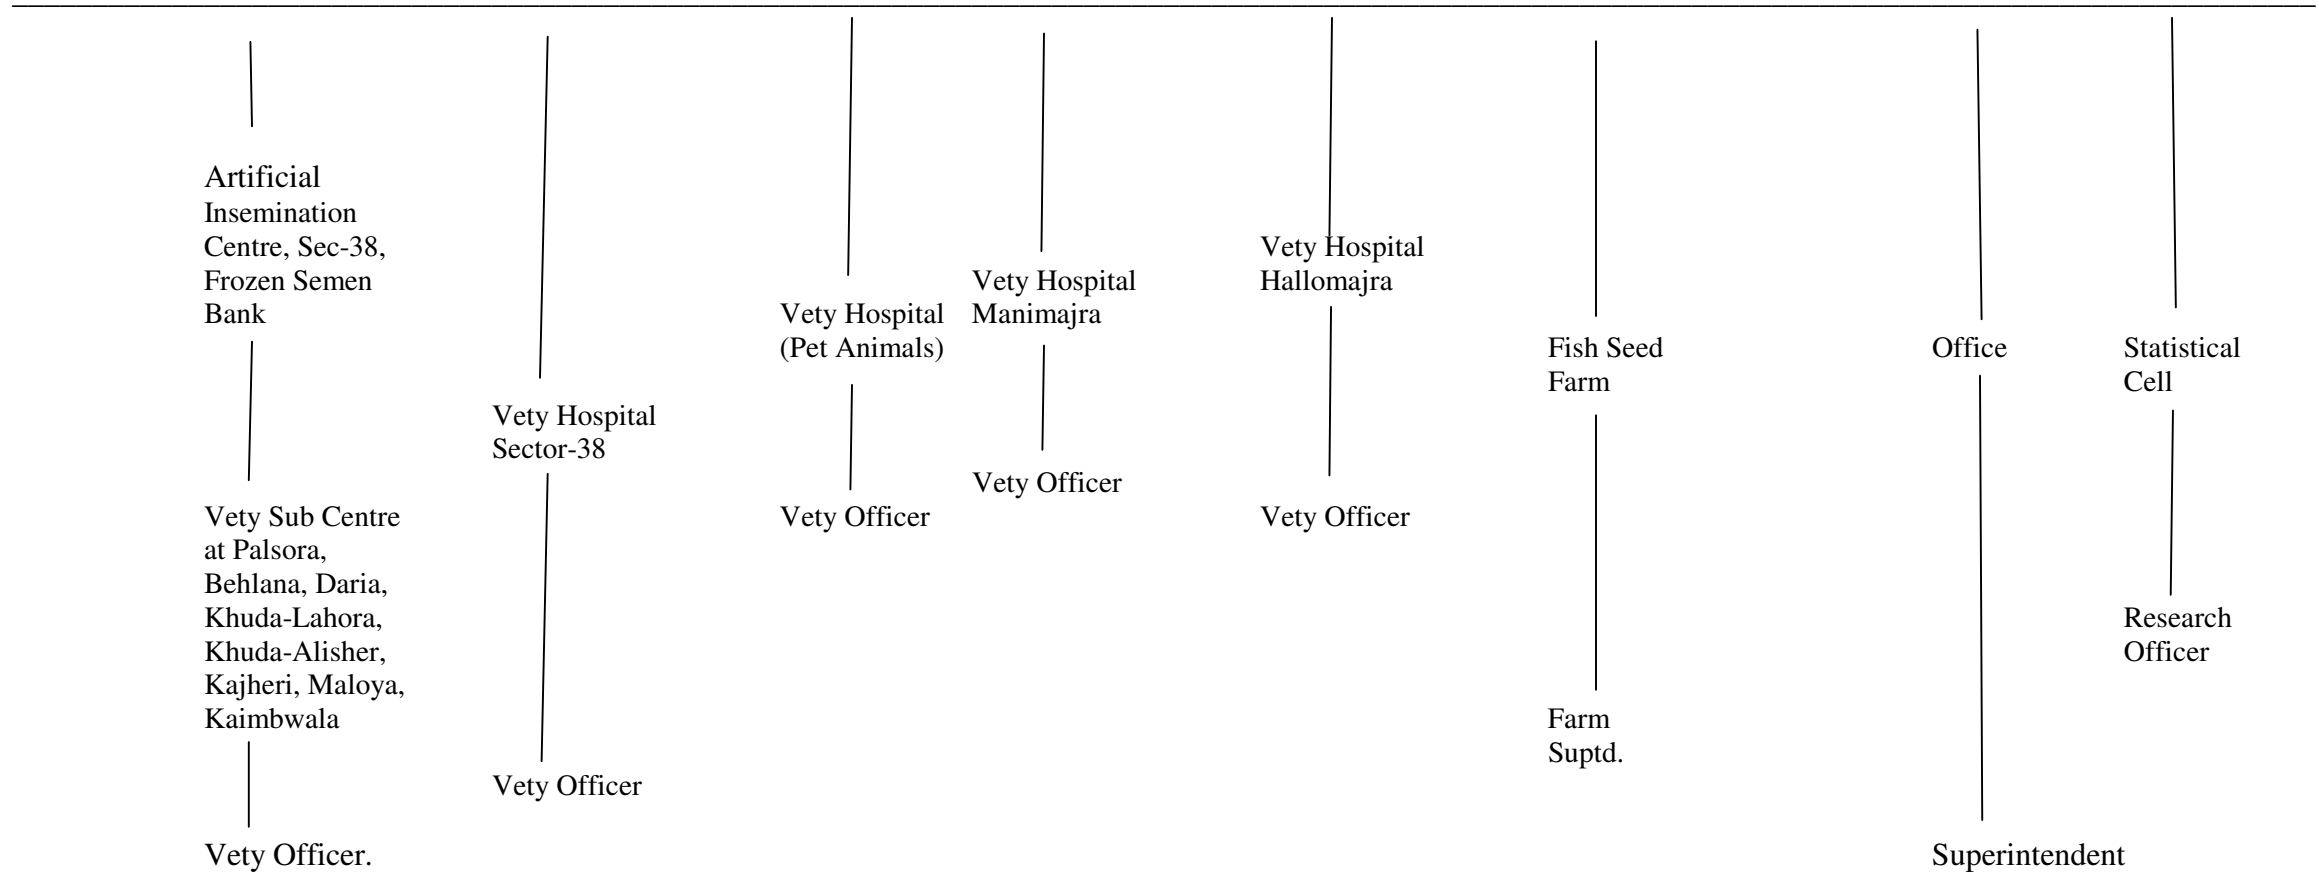 Artificial
Insemination
Centre, Sec-38,
Frozen Semen
Bank
Vety Sub Centre
at Palsora,
Behlana, Daria,
Khuda-Lahora,
Khuda-Alisher,
Kajheri, Maloya,
Kaimbwala
Vety Officer.
Vety Hospital
Sector-38
Vety Officer
Vety Hospital
(Pet Animals)
Vety Officer
Vety Hospital
Manimajra
Vety Officer
Vety Hospital
Hallomajra
Vety Officer
Fish Seed
Farm
Farm
Suptd.
Office
Superintendent
Statistical
Cell
Research
Officer